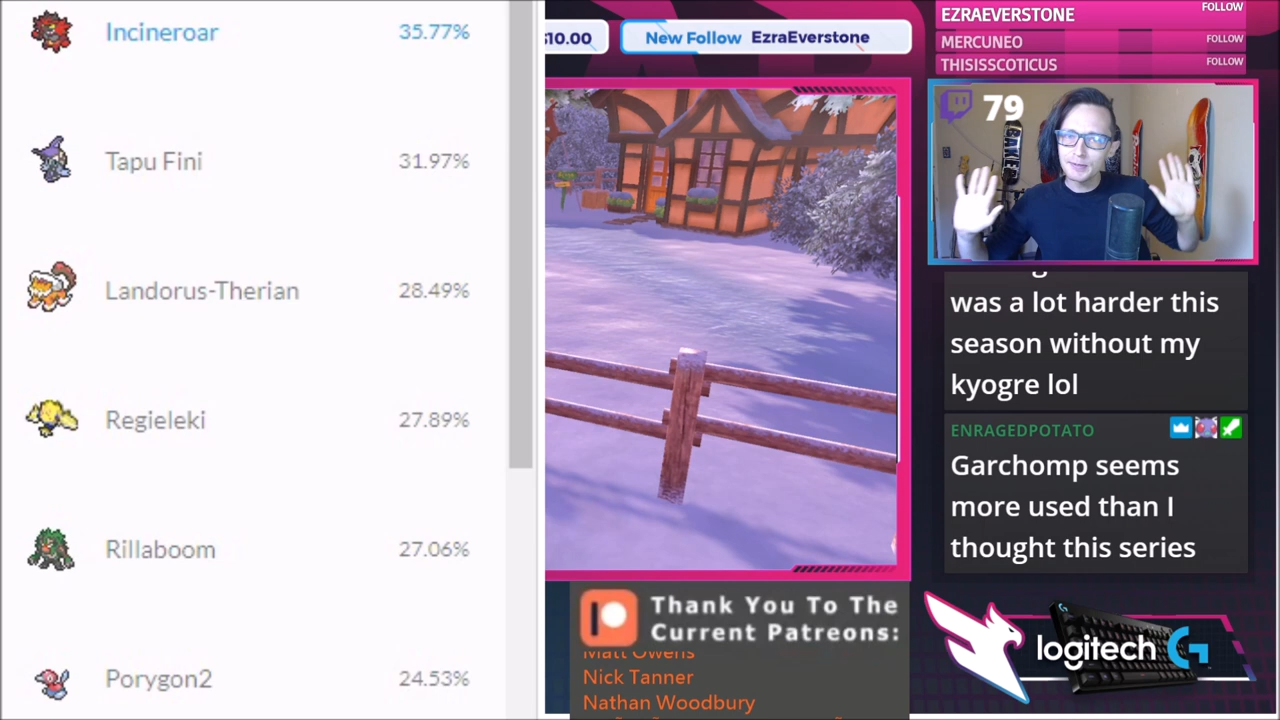 Incineroar 35.77%
Tapu Fini 31.97%
Landorus-Therian 28.49%
Regieleki 27.89%
Rillaboom 27.06%
Porygon2 24.53%
$10.00
New Follow EzraEverstone
Thank You To The
Current Patreons:
Matt Owens
Nick Tanner
Nathan Woodbury
EZRAEVERSTONE FOLLOW
MERCUNEO FOLLOW
THISISSCOTICUS FOLLOW
79
was a lot harder this
season without my
kyogre lol
ENRAGEDPOTATO
Garchomp seems
more used than I
thought this series
logitech G